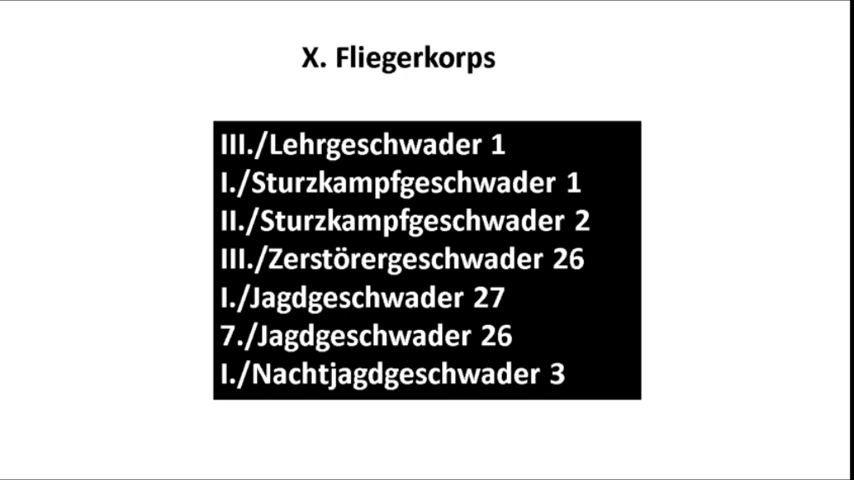 X. Fliegerkorps
III./Lehrgeschwader 1
I./Sturzkampfgeschwader 1
II./Sturzkampfgeschwader 2
III./Zerstörergeschwader 26
I./Jagdgeschwader 27
7./Jagdgeschwader 26
I./Nachtjagdgeschwader 3